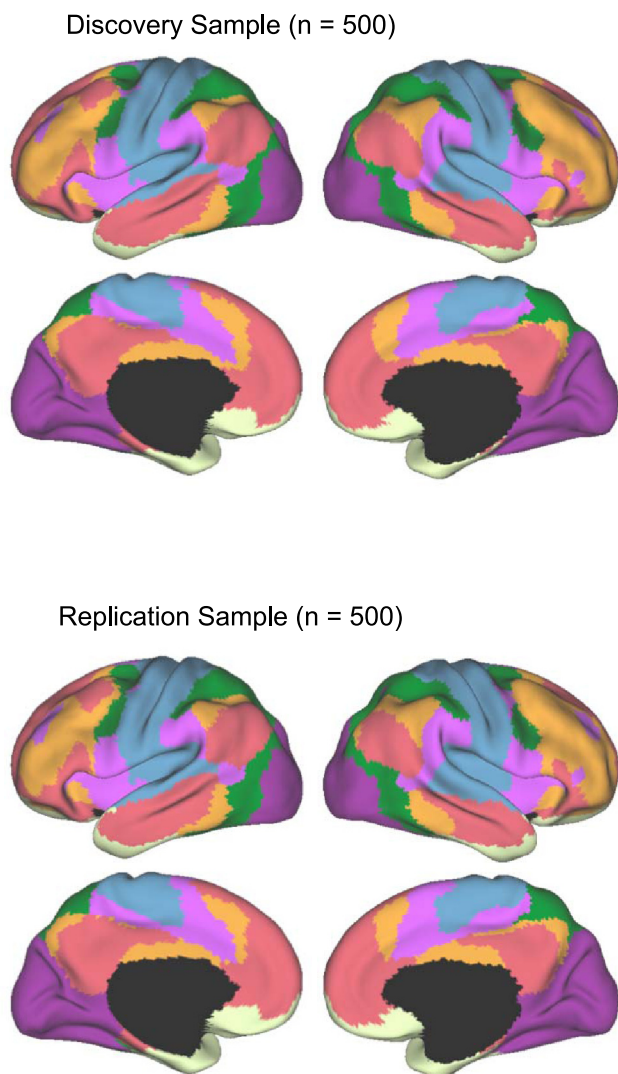 Discovery Sample (n = 500)
Replication Sample (n = 500)